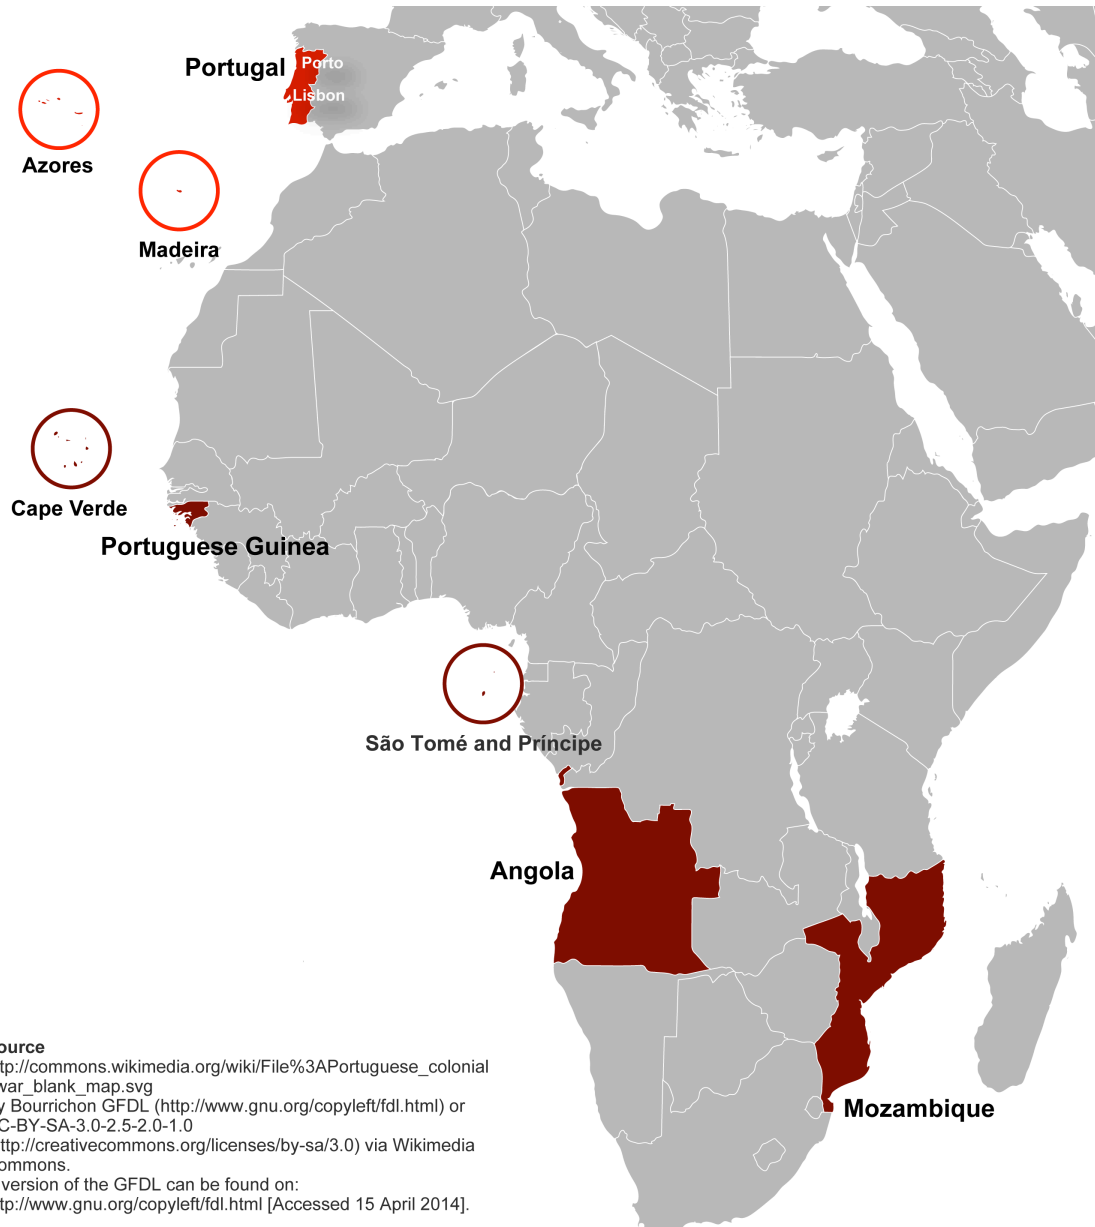 Portugal
Porto
Lisbon
Azores
Madeira
Cape Verde
Portuguese Guinea
São Tomé and Príncipe
Angola
Mozambique
ource
tp://commons.wikimedia.org/wiki/File%3APortuguese_colonial
war_blank_map.svg
y Bourrichon GFDL (http://www.gnu.org/copyleft/fdl.html) or
C-BY-SA-3.0-2.5-2.0-1.0
ttp://creativecommons.org/licenses/by-sa/3.0) via Wikimedia
ommons.
version of the GFDL can be found on:
tp://www.gnu.org/copyleft/fdl.html [Accessed 15 April 2014].